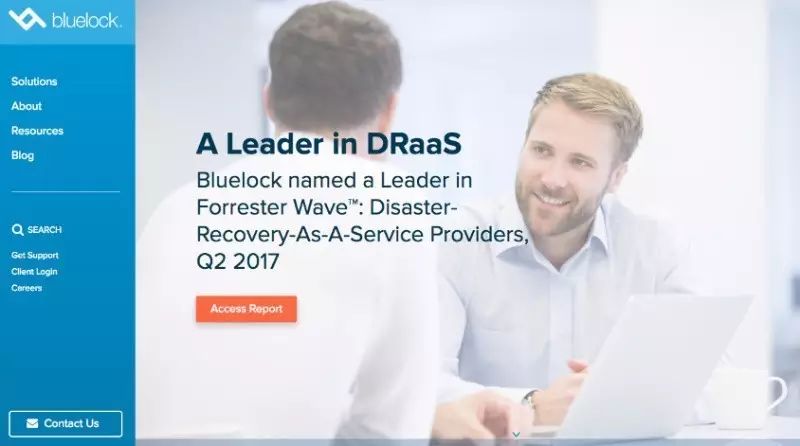 bluelock.
Solutions
About
Resources
Blog
SEARCH
Get Support
Client Login
Careers
Contact Us
A Leader in DRaaS
Bluelock named a Leader in
Forrester Wave™: Disaster-
Recovery-As-A-Service Providers,
Q2 2017
Access Report